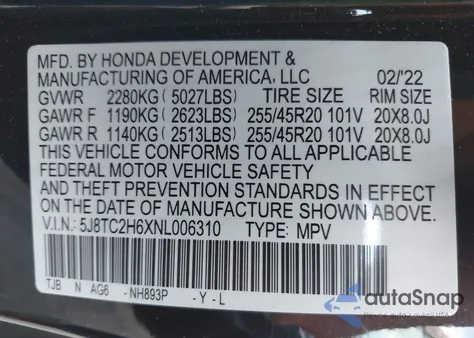 MFD. BY HONDA DEVELOPMENT &
MANUFACTURING OF AMERICA, LLC 02/'22
GVWR 2280KG ( 5027LBS) TIRE SIZE RIM SIZE
GAWR F 1190KG ( 2623LBS) 255/45R20 101V 20X8.0J
GAWR R 1140KG ( 2513LBS) 255/45R20 101V 20X8.0J
THIS VEHICLE CONFORMS TO ALL APPLICABLE
FEDERAL MOTOR VEHICLE SAFETY
AND THEFT PREVENTION STANDARDS IN EFFECT
ON THE DATE OF MANUFACTURE SHOWN ABOVE.
V.I.N.: 5J8TC2H6XNL006310 TYPE: MPV
TJB N AG6 -NH893P -Y-L
autoSnap